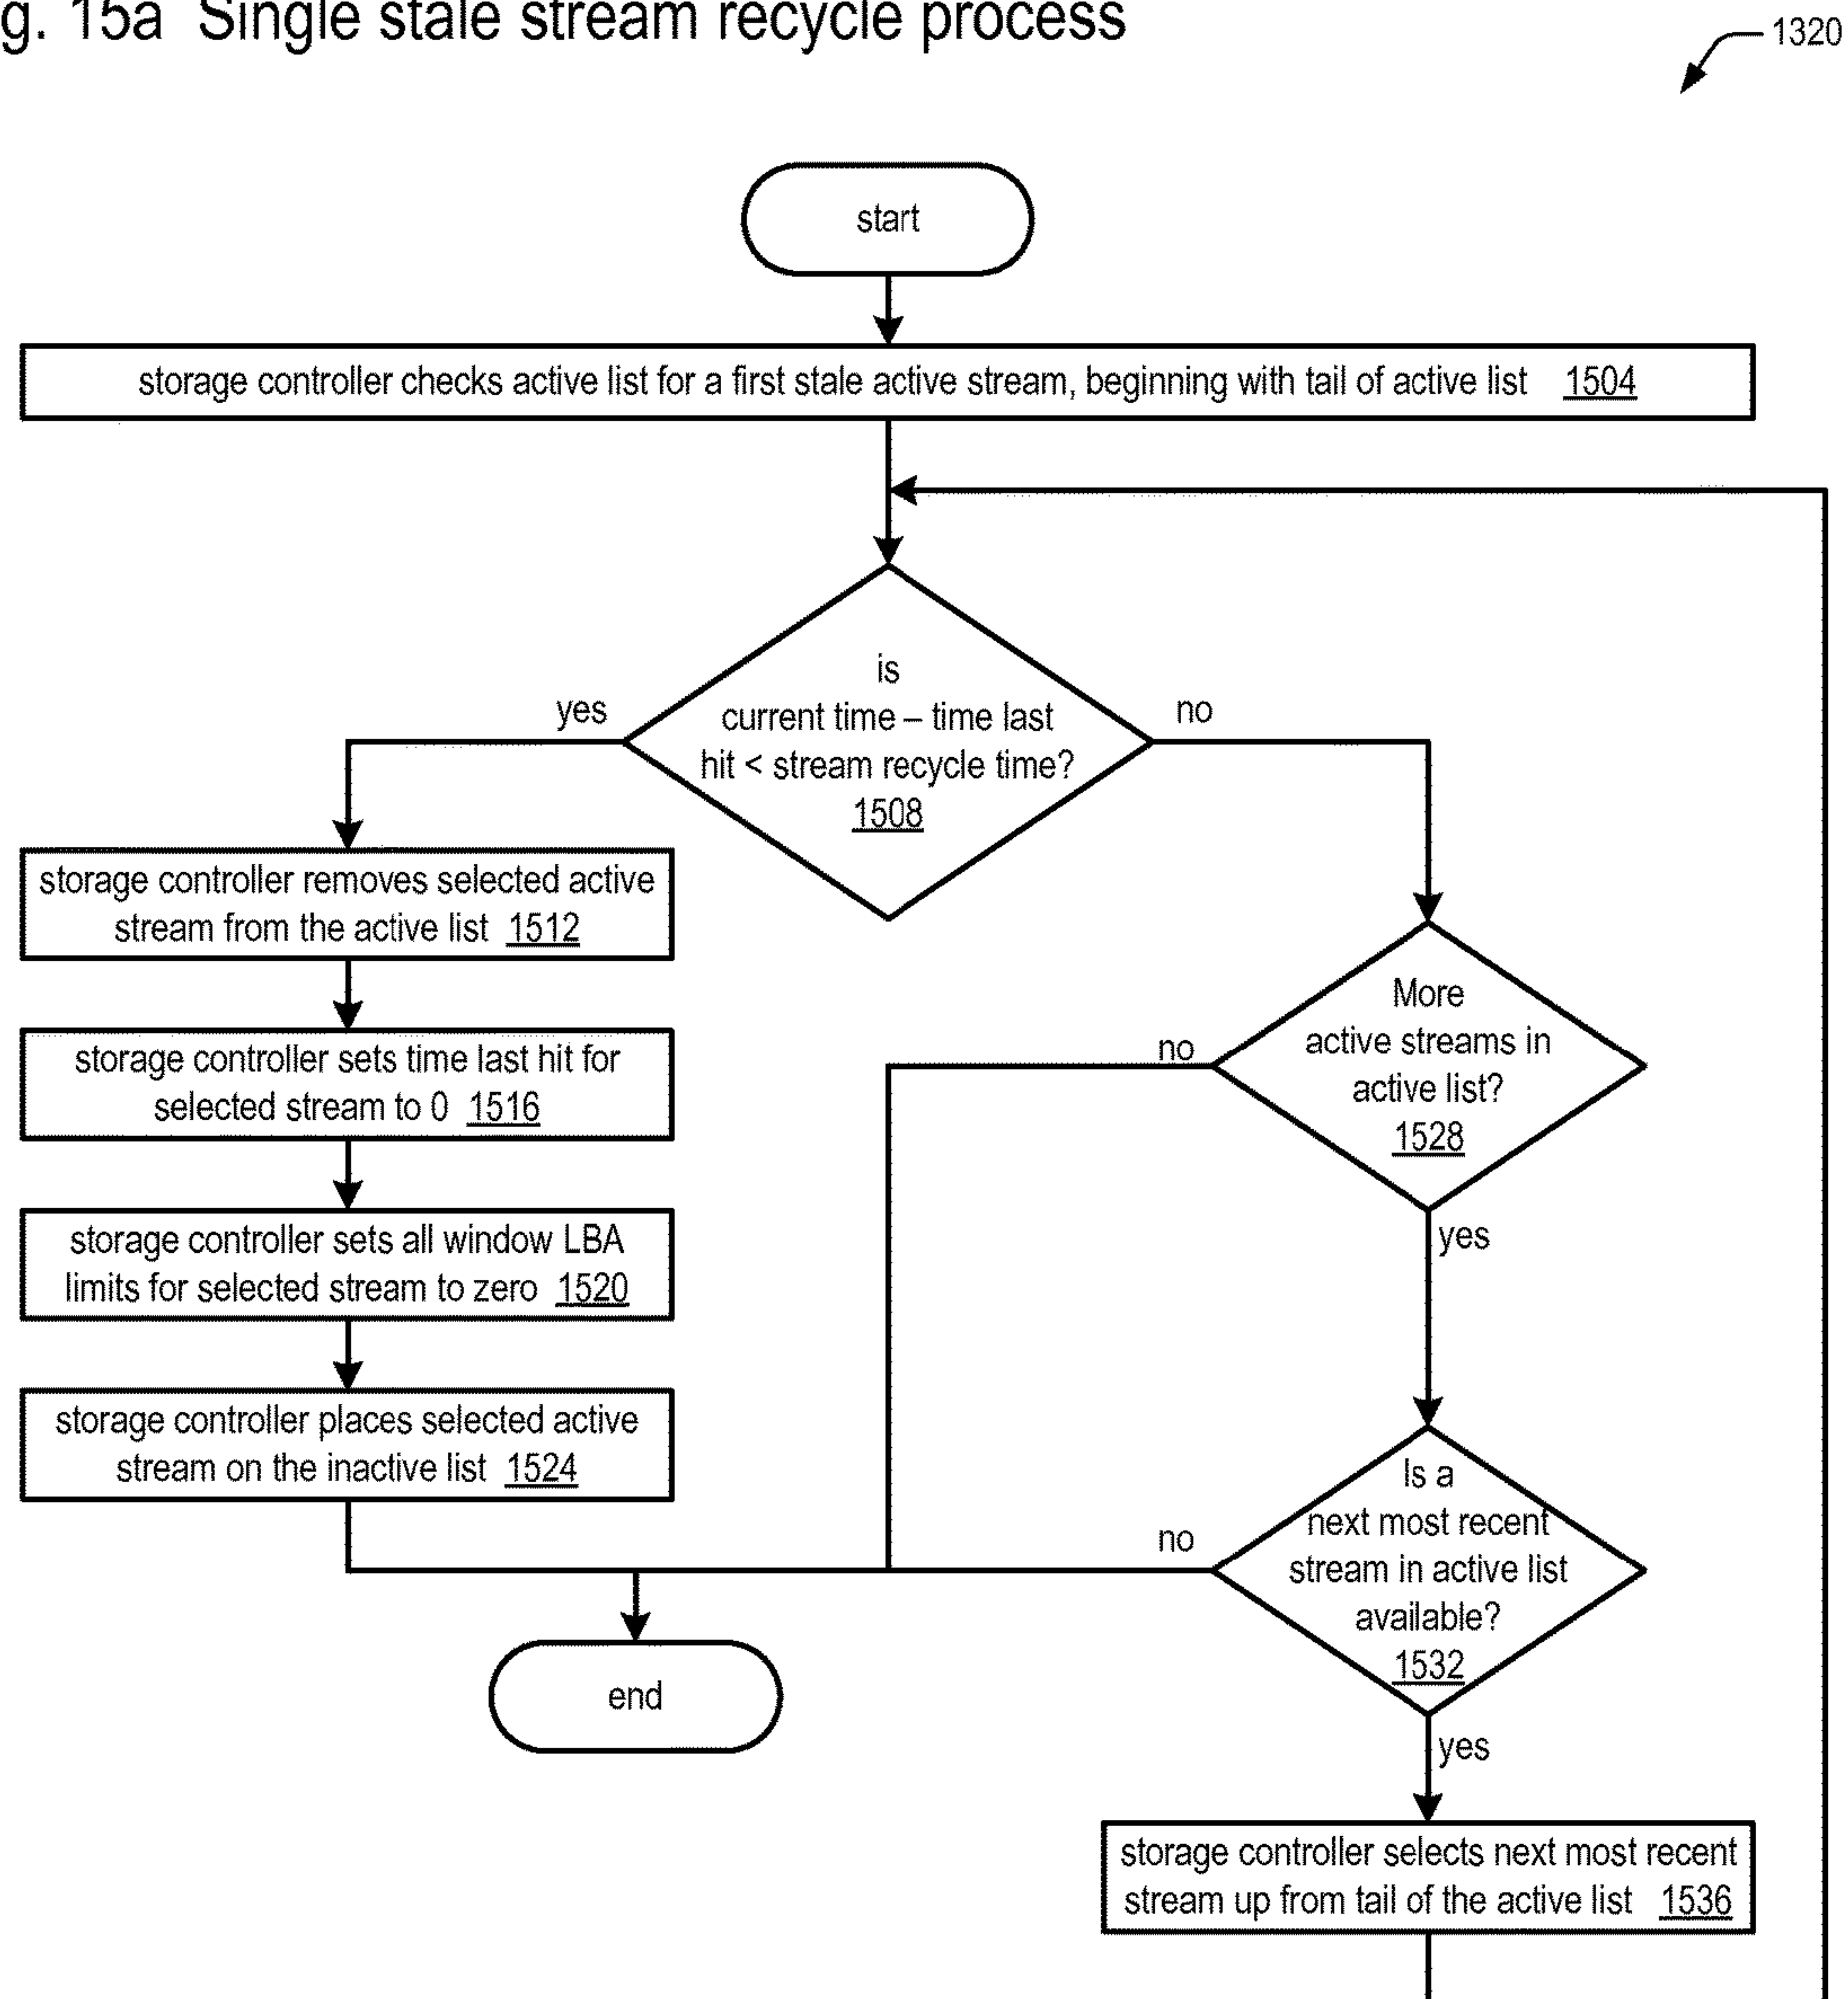 g. 15a Single stale stream recycle process
1320
start
storage controller checks active list for a first stale active stream, beginning with tail of active list 1504
is
current time – time last
hit < stream recycle time?
1508
yes
no
storage controller removes selected active
stream from the active list 1512
storage controller sets time last hit for
selected stream to 0 1516
storage controller sets all window LBA
limits for selected stream to zero 1520
storage controller places selected active
stream on the inactive list 1524
More
active streams in
active list?
1528
no
yes
Is a
next most recent
stream in active list
available?
1532
no
yes
end
storage controller selects next most recent
stream up from tail of the active list 1536